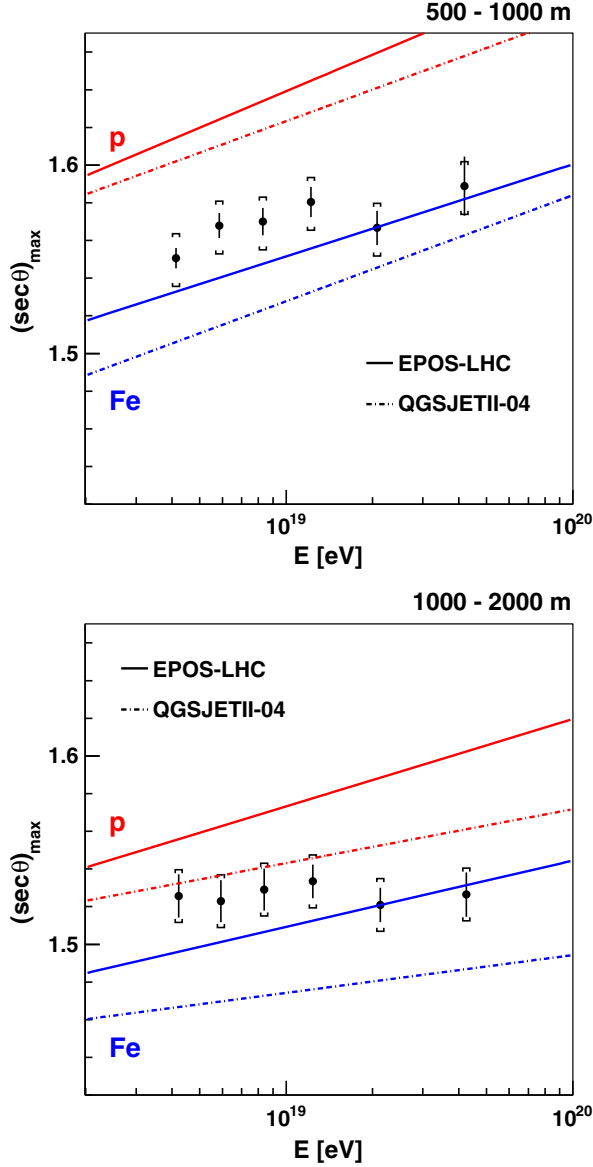 500 - 1000 m
p
1.6
(secθ)max
1.5
EPOS-LHC
Fe
QGSJETII-04
10^19
10^20
E [eV]
1000 - 2000 m
EPOS-LHC
QGSJETII-04
1.6
p
(secθ)max
1.5
Fe
10^19
10^20
E [eV]